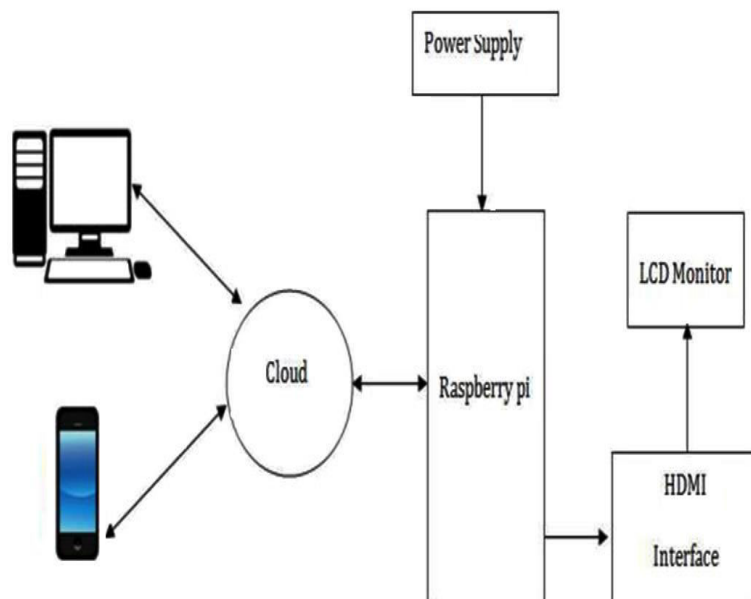 Power Supply
LCD Monitor
Cloud
Raspberry pi
HDMI
Interface